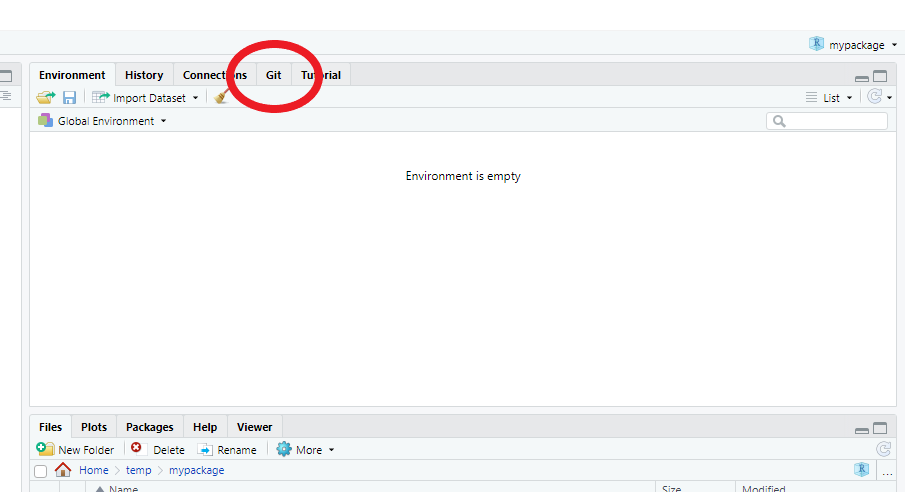 mypackage
Environment History Connections Git Tutorial
Import Dataset List
Global Environment
Environment is empty
Files Plots Packages Help Viewer
New Folder Delete Rename More
Home > temp > mypackage ...
Name Size Modified